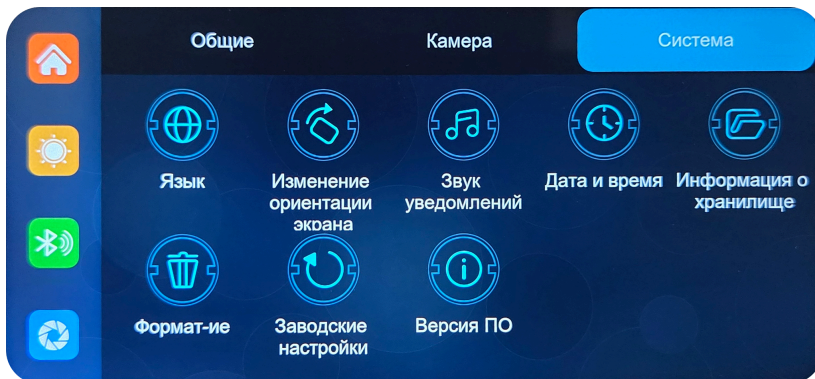 Общие
Камера
Система
Язык
Изменение
ориентации
экрана
Звук
уведомлений
Дата и время
Информация о
хранилище
Формат-ие
Заводские
настройки
Версия ПО